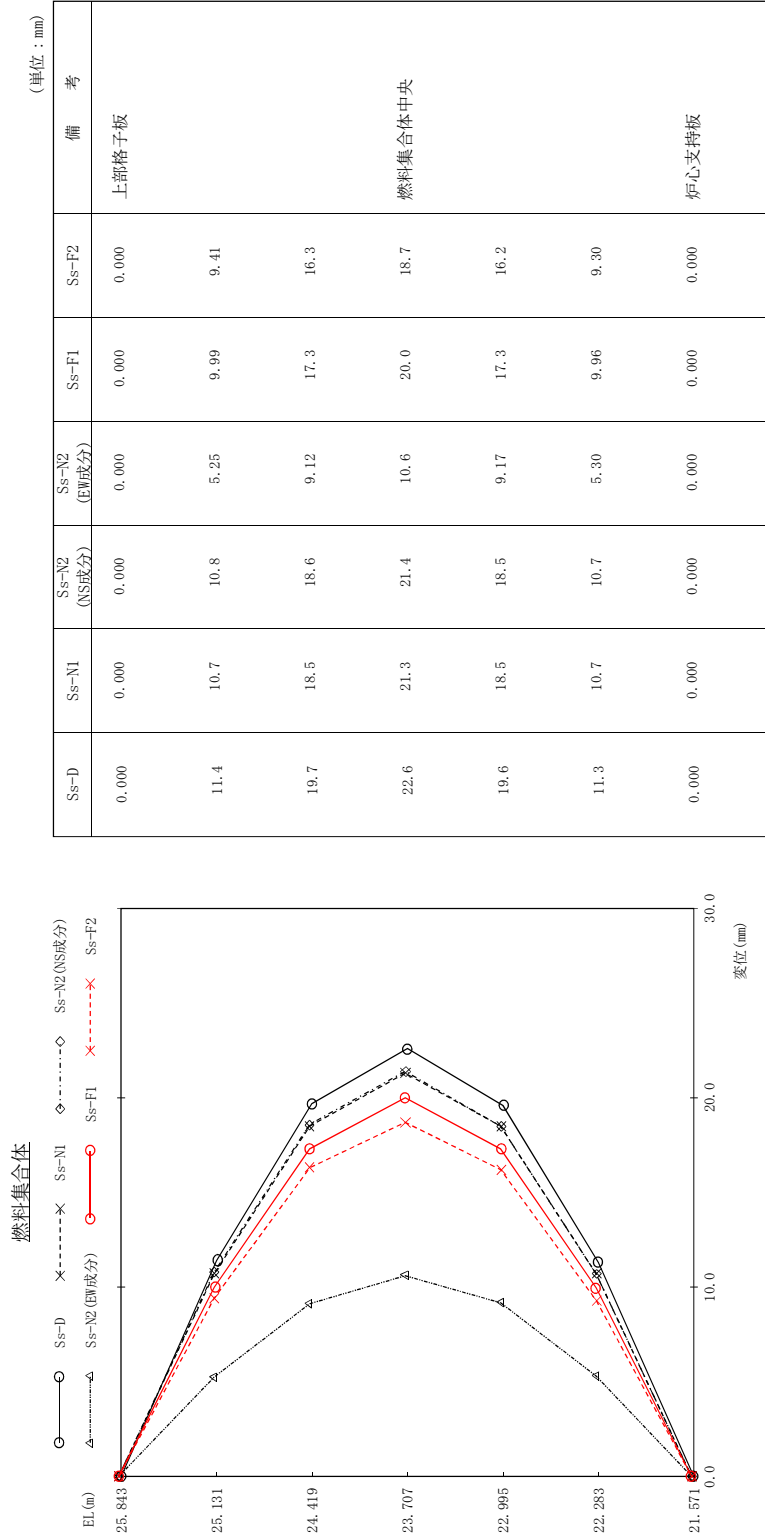 燃料集合体
Ss-D Ss-N1 Ss-N2(NS成分)
Ss-N2(EW成分) Ss-F1 Ss-F2
EL(m)
25.843
25.131
24.419
23.707
22.995
22.283
21.571
0.0 10.0 20.0 30.0
変位(mm)
(単位:mm)
Ss-D Ss-N1 Ss-N2 (NS成分) Ss-N2 (EW成分) Ss-F1 Ss-F2 備 考
0.000 0.000 0.000 0.000 0.000 0.000 上部格子板
11.4 10.7 10.8 5.25 9.99 9.41
19.7 18.5 18.6 9.12 17.3 16.3
22.6 21.3 21.4 10.6 20.0 18.7 燃料集合体中央
19.6 18.5 18.5 9.17 17.3 16.2
11.3 10.7 10.7 5.30 9.96 9.30
0.000 0.000 0.000 0.000 0.000 0.000 炉心支持板